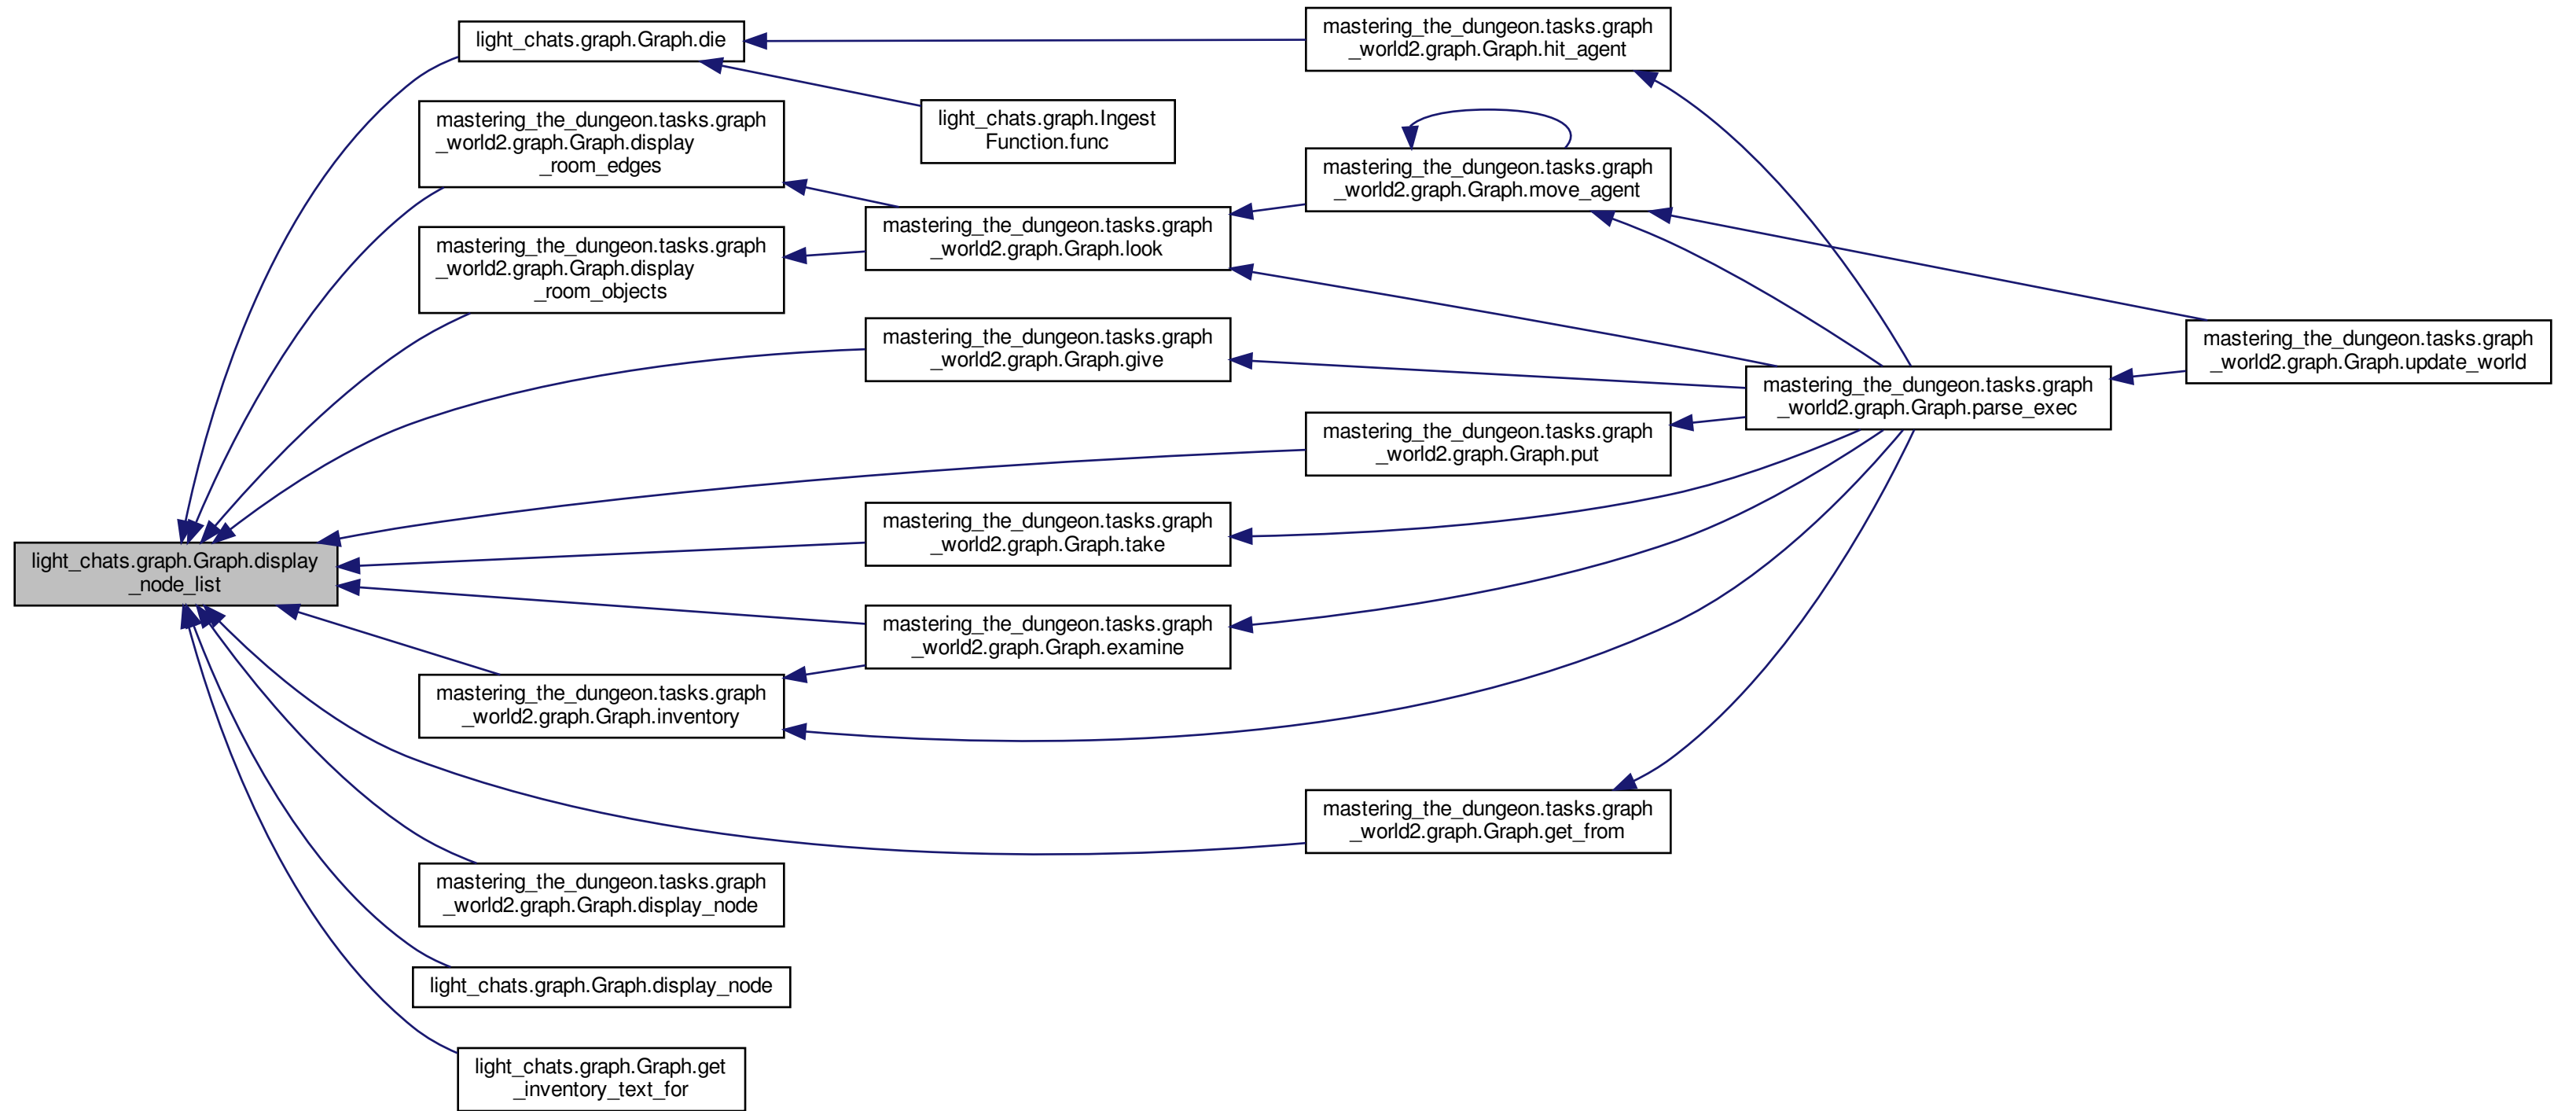 light_chats.graph.Graph.die
mastering_the_dungeon.tasks.graph
_world2.graph.Graph.hit_agent
light_chats.graph.Ingest
Function.func
mastering_the_dungeon.tasks.graph
_world2.graph.Graph.display
_room_edges
mastering_the_dungeon.tasks.graph
_world2.graph.Graph.move_agent
mastering_the_dungeon.tasks.graph
_world2.graph.Graph.look
mastering_the_dungeon.tasks.graph
_world2.graph.Graph.display
_room_objects
mastering_the_dungeon.tasks.graph
_world2.graph.Graph.give
mastering_the_dungeon.tasks.graph
_world2.graph.Graph.update_world
mastering_the_dungeon.tasks.graph
_world2.graph.Graph.parse_exec
mastering_the_dungeon.tasks.graph
_world2.graph.Graph.put
mastering_the_dungeon.tasks.graph
_world2.graph.Graph.take
light_chats.graph.Graph.display
_node_list
mastering_the_dungeon.tasks.graph
_world2.graph.Graph.examine
mastering_the_dungeon.tasks.graph
_world2.graph.Graph.inventory
mastering_the_dungeon.tasks.graph
_world2.graph.Graph.get_from
mastering_the_dungeon.tasks.graph
_world2.graph.Graph.display_node
light_chats.graph.Graph.display_node
light_chats.graph.Graph.get
_inventory_text_for